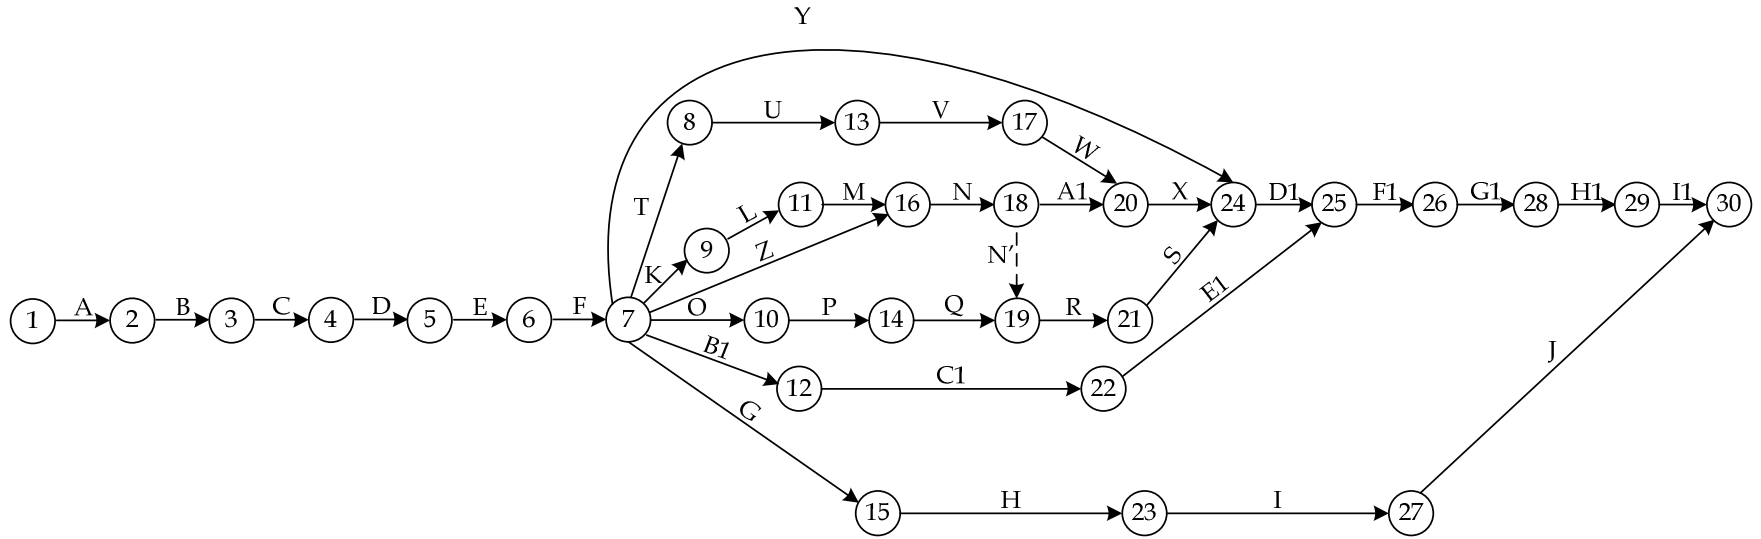 Y
8 U 13 V 17
W
T
K 9 L 11 M 16 N 18 A1 20 X 24 D1 25 F1 26 G1 28 H1 29 I1 30
Z
N′
S
E1
1 A 2 B 3 C 4 D 5 E 6 F 7 O 10 P 14 Q 19 R 21
B1 12 C1 22
J
G
15 H 23 I 27